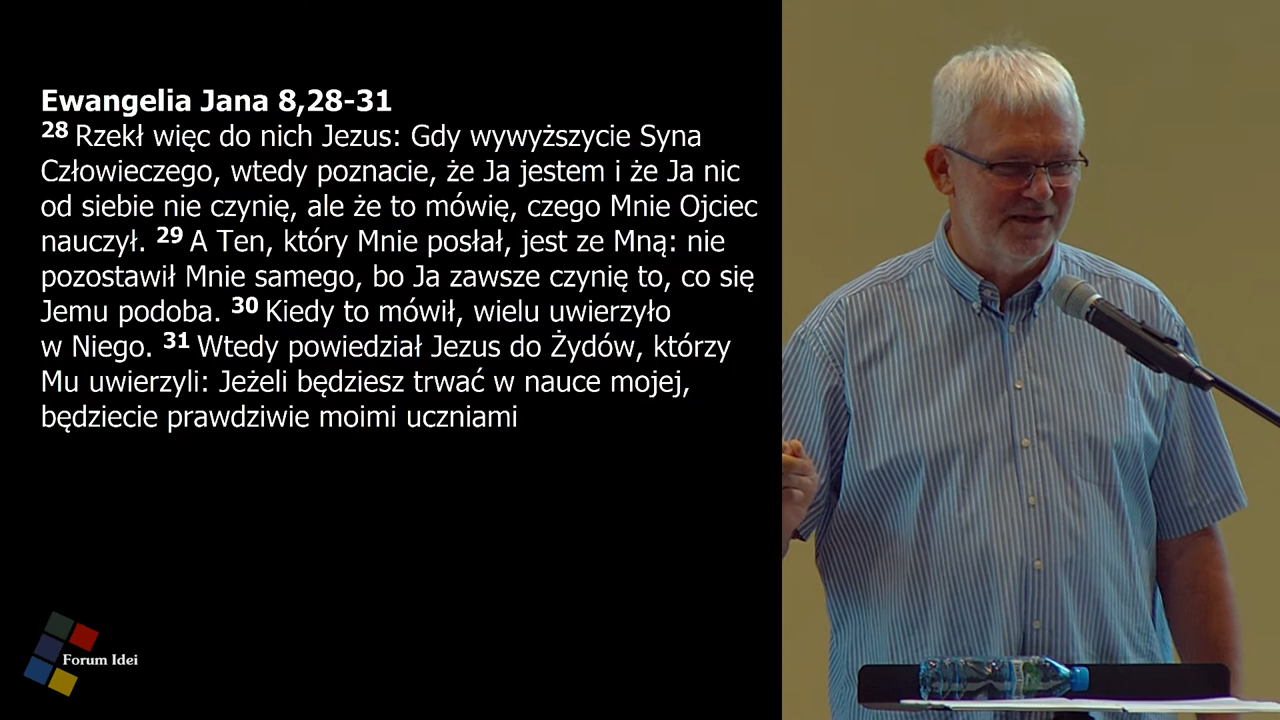 Ewangelia Jana 8,28-31
28 Rzekł więc do nich Jezus: Gdy wywyższycie Syna
Człowieczego, wtedy poznacie, że Ja jestem i że Ja nic
od siebie nie czynię, ale że to mówię, czego Mnie Ojciec
nauczył. 29 A Ten, który Mnie posłał, jest ze Mną: nie
pozostawił Mnie samego, bo Ja zawsze czynię to, co się
Jemu podoba. 30 Kiedy to mówił, wielu uwierzyło
w Niego. 31 Wtedy powiedział Jezus do Żydów, którzy
Mu uwierzyli: Jeżeli będziesz trwać w nauce mojej,
będziecie prawdziwie moimi uczniami
Forum Idei